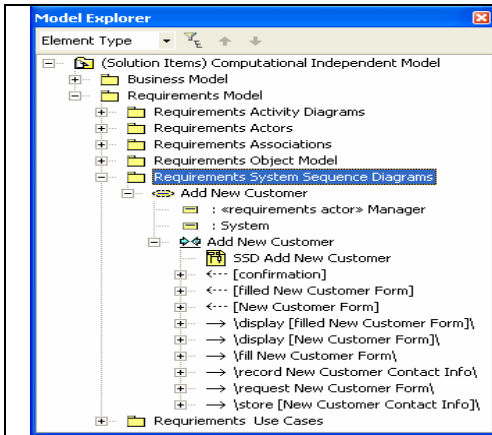 Model Explorer
Element Type
(Solution Items) Computational Independent Model
Business Model
Requirements Model
Requirements Activity Diagrams
Requirements Actors
Requirements Associations
Requirements Object Model
Requirements System Sequence Diagrams
Add New Customer
: «requirements actor» Manager
: System
Add New Customer
SSD Add New Customer
[confirmation]
[filled New Customer Form]
[New Customer Form]
\display [filled New Customer Form]\
\display [New Customer Form]\
\fill New Customer Form\
\record New Customer Contact Info\
\request New Customer Form\
\store [New Customer Contact Info]\
Requriements Use Cases